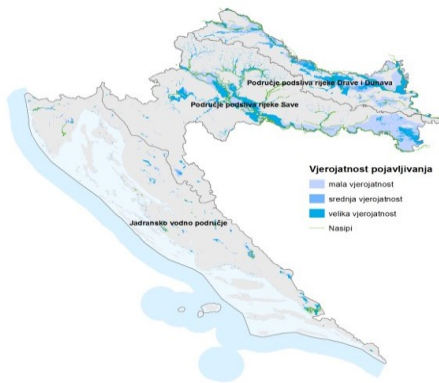 Područje podsliva rijeke Drave i Dunava
Područje podsliva rijeke Save
Vjerojatnost pojavljivanja
mala vjerojatnost
srednja vjerojatnost
velika vjerojatnost
Nasipi
Jadransko vodno područje